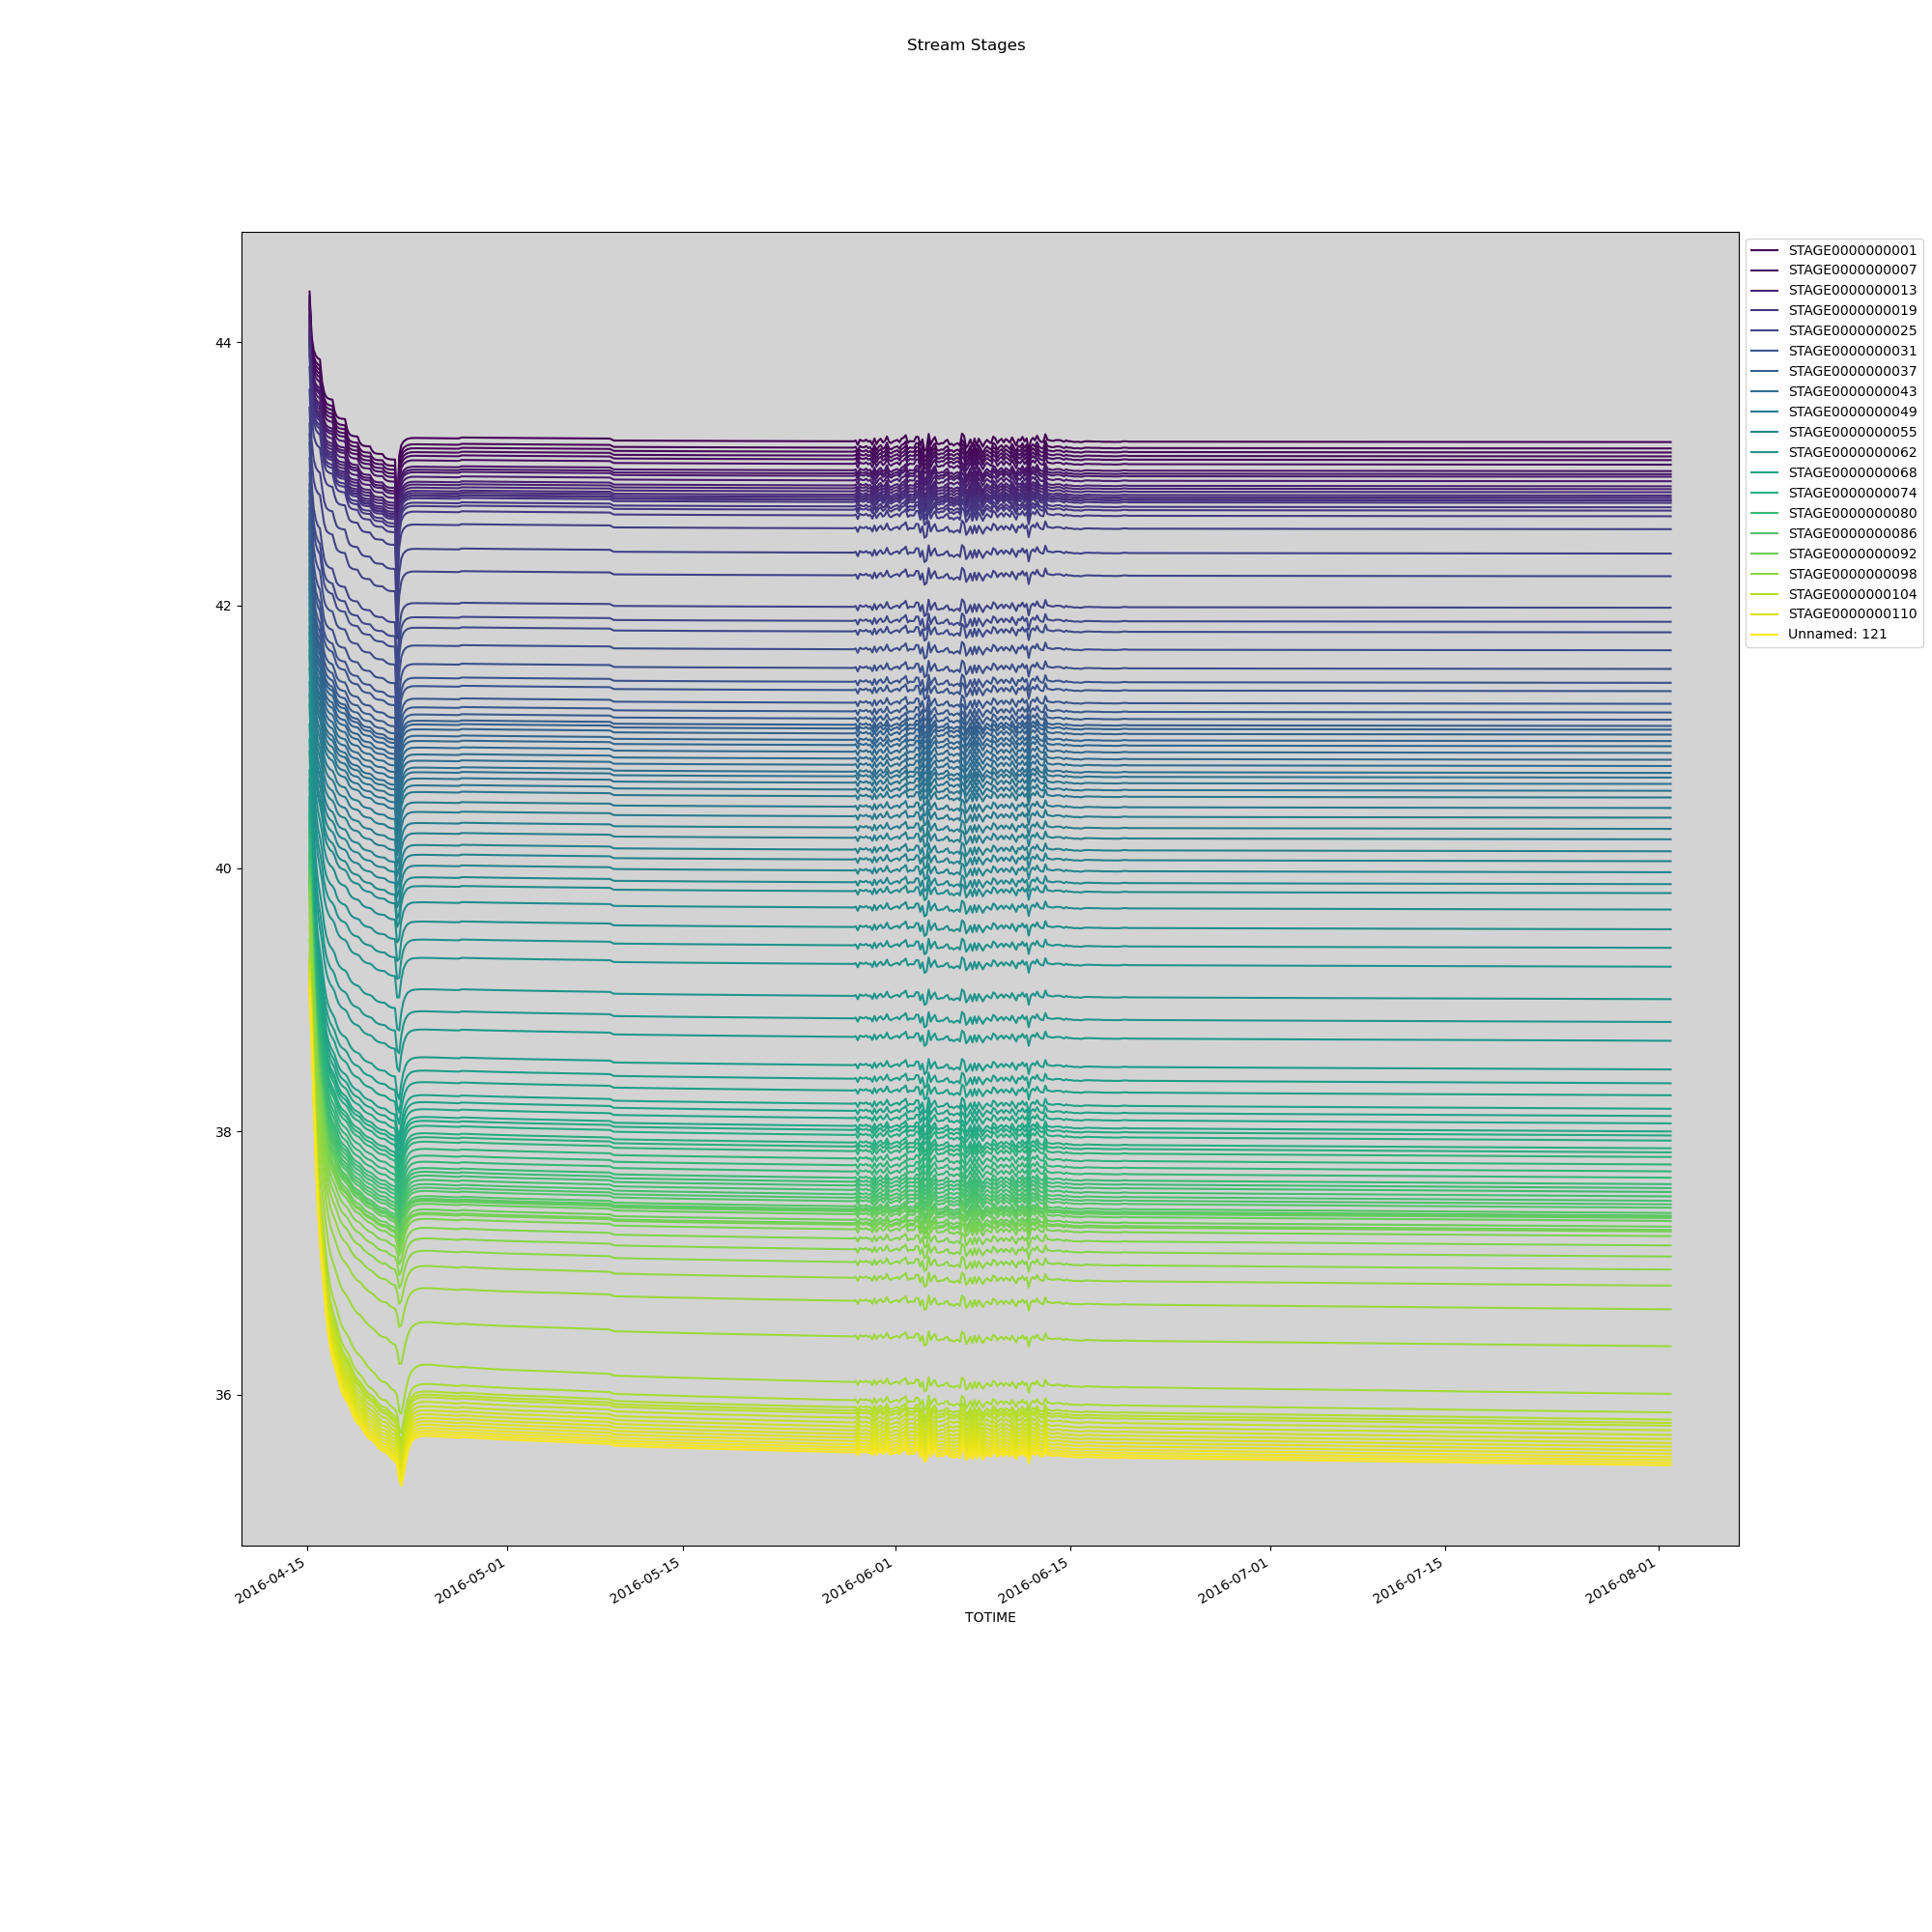 Stream Stages
44
42
40
38
36
2016-04-15
2016-05-01
2016-05-15
2016-06-01
2016-06-15
2016-07-01
2016-07-15
2016-08-01
TOTIME
STAGE0000000001
STAGE0000000007
STAGE0000000013
STAGE0000000019
STAGE0000000025
STAGE0000000031
STAGE0000000037
STAGE0000000043
STAGE0000000049
STAGE0000000055
STAGE0000000062
STAGE0000000068
STAGE0000000074
STAGE0000000080
STAGE0000000086
STAGE0000000092
STAGE0000000098
STAGE0000000104
STAGE0000000110
Unnamed: 121